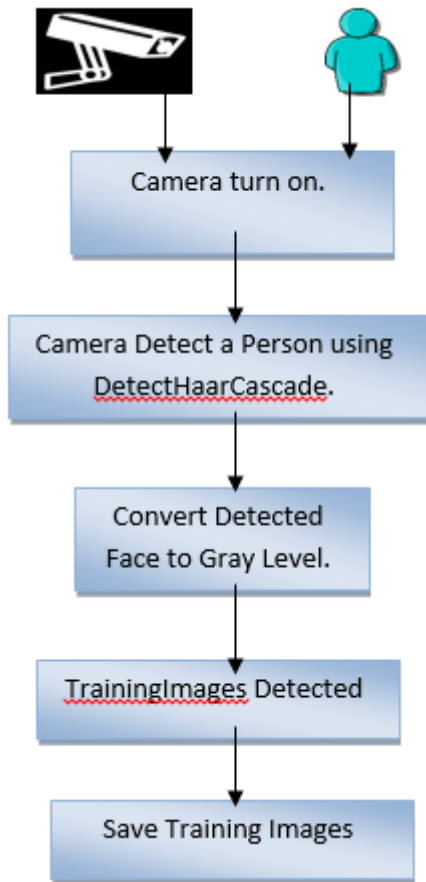 Camera turn on.
Camera Detect a Person using
DetectHaarCascade.
Convert Detected
Face to Gray Level.
TrainingImages Detected
Save Training Images